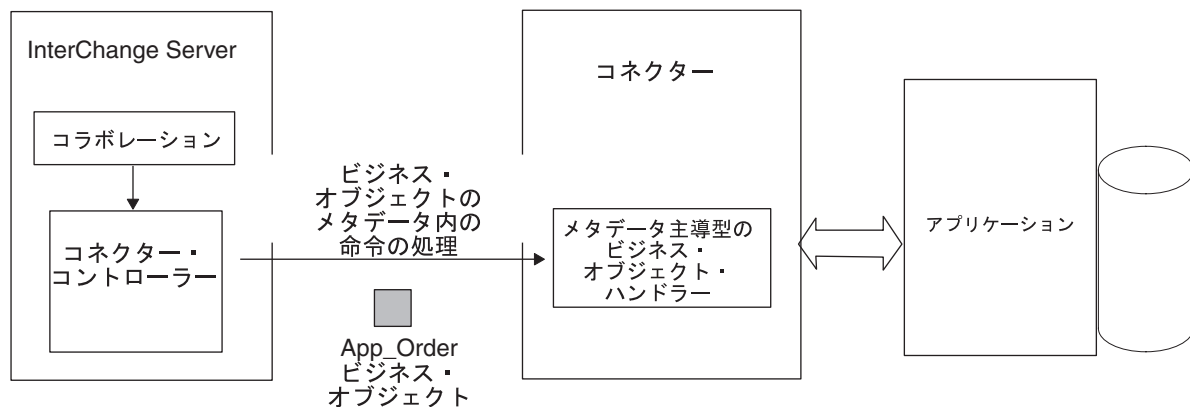 InterChange Server
コラボレーション
コネクター・
コントローラー
ビジネス・
オブジェクトの
メタデータ内の
命令の処理
App_Order
ビジネス・
オブジェクト
コネクター
メタデータ主導型の
ビジネス・
オブジェクト・
ハンドラー
アプリケーション